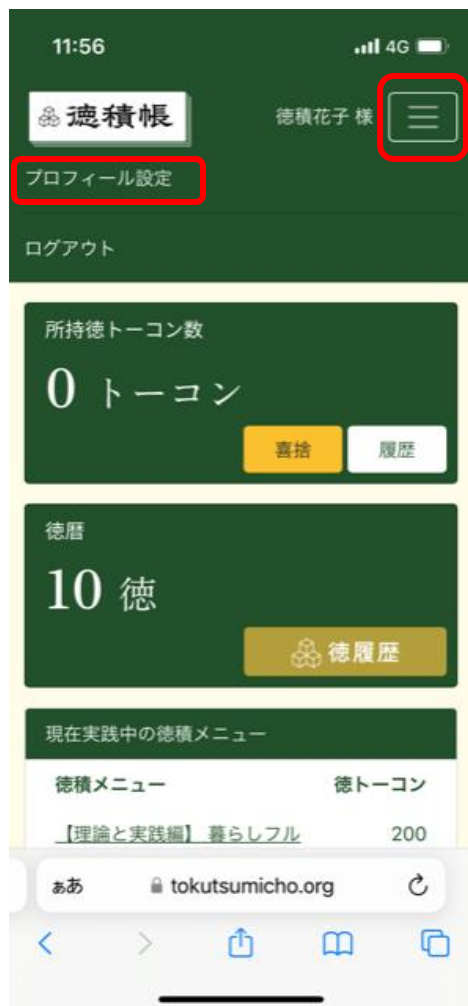 11:56
4G
徳積帳
徳積花子 様
プロフィール設定
ログアウト
所持徳トーコン数
0 トーコン
喜捨
履歴
徳暦
10 徳
徳履歴
現在実践中の徳積メニュー
徳積メニュー 徳トーコン
【理論と実践編】 暮らしフル 200
ぁあ tokutsumicho.org